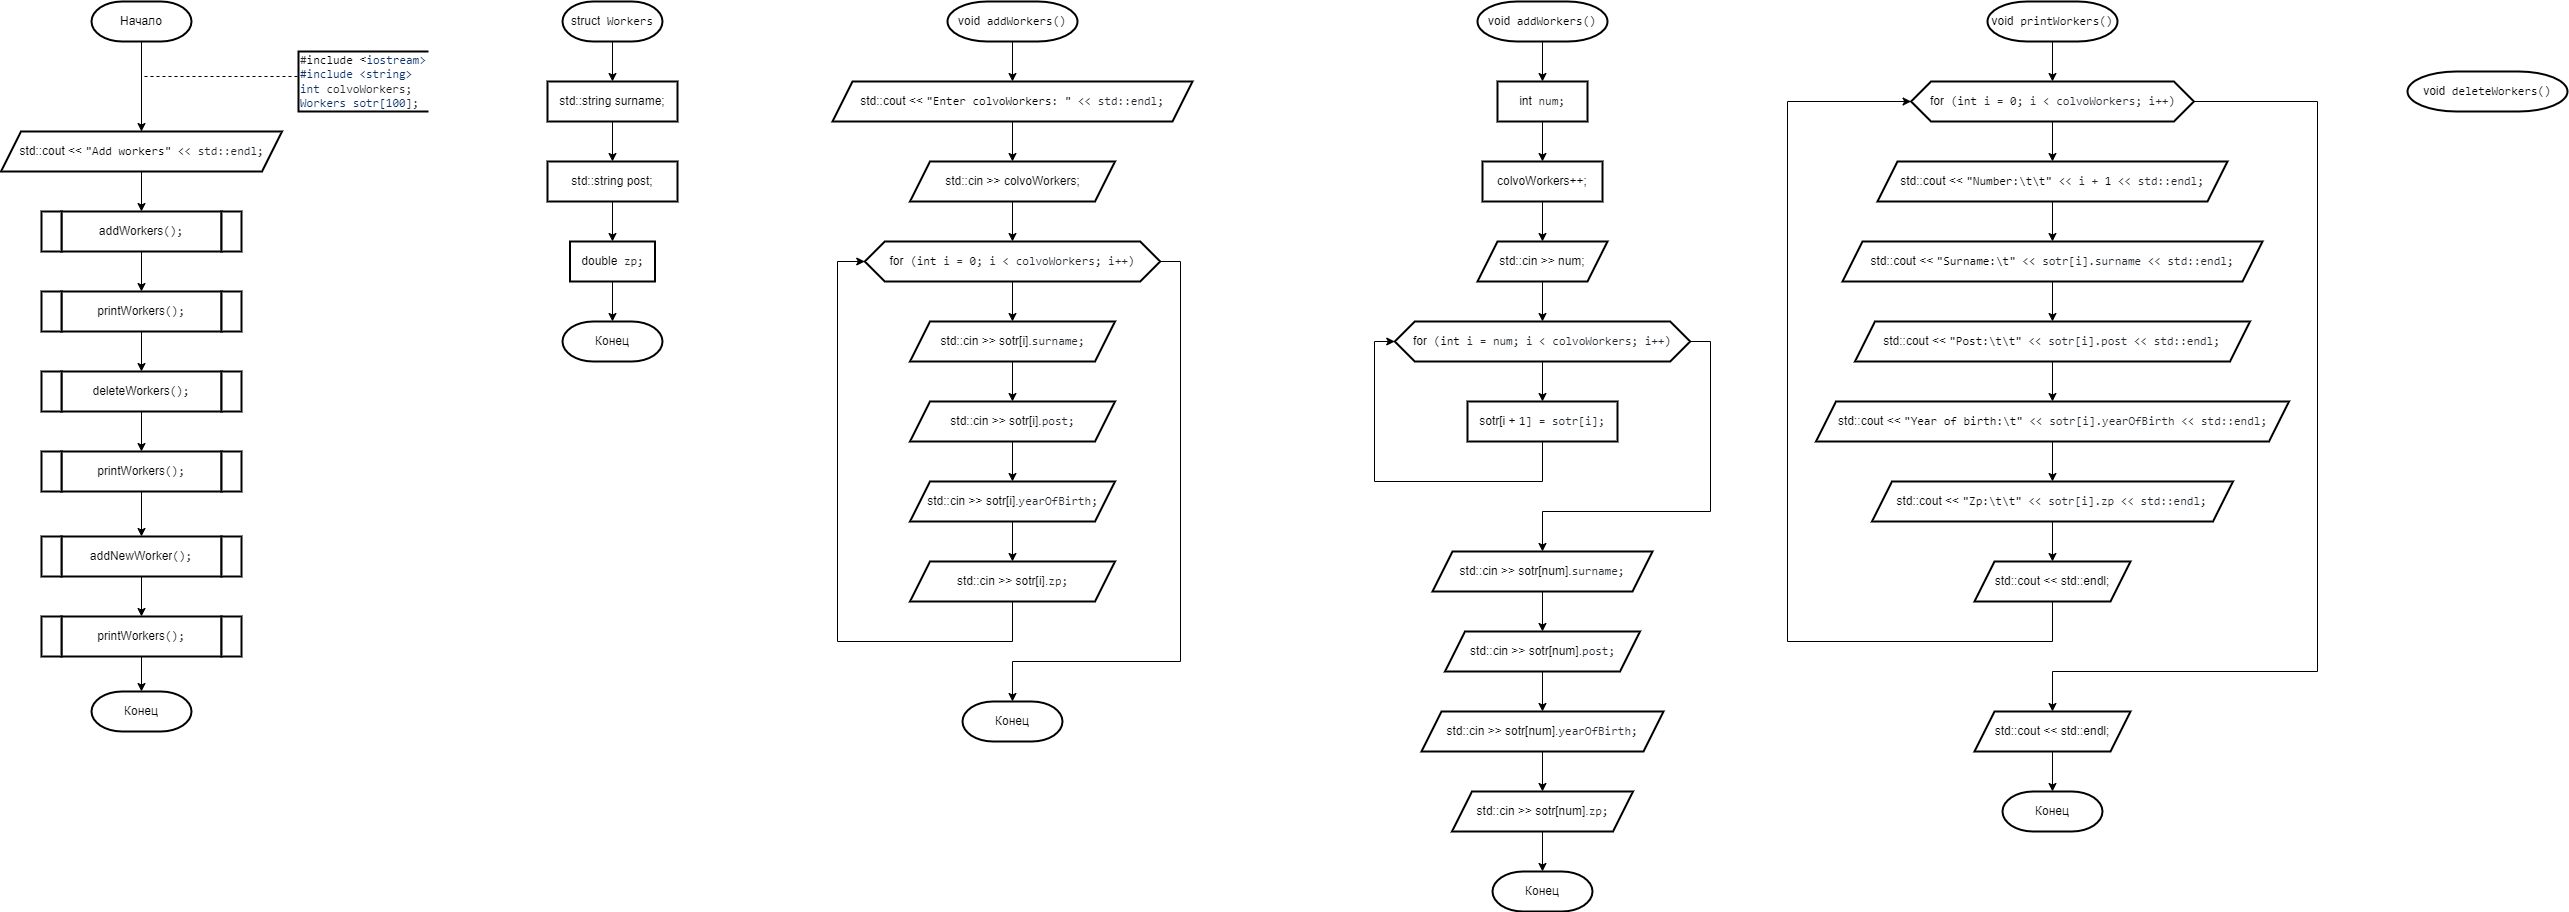 Начало
#include <iostream>
#include <string>
int colvoWorkers;
Workers sotr[100];
std::cout << "Add workers" << std::endl;
addWorkers();
printWorkers();
deleteWorkers();
printWorkers();
addNewWorker();
printWorkers();
Конец
struct Workers
std::string surname;
std::string post;
double zp;
Конец
void addWorkers()
std::cout << "Enter colvoWorkers: " << std::endl;
std::cin >> colvoWorkers;
for (int i = 0; i < colvoWorkers; i++)
std::cin >> sotr[i].surname;
std::cin >> sotr[i].post;
std::cin >> sotr[i].yearOfBirth;
std::cin >> sotr[i].zp;
Конец
void addWorkers()
int num;
colvoWorkers++;
std::cin >> num;
for (int i = num; i < colvoWorkers; i++)
sotr[i + 1] = sotr[i];
std::cin >> sotr[num].surname;
std::cin >> sotr[num].post;
std::cin >> sotr[num].yearOfBirth;
std::cin >> sotr[num].zp;
Конец
void printWorkers()
for (int i = 0; i < colvoWorkers; i++)
std::cout << "Number:\t\t" << i + 1 << std::endl;
std::cout << "Surname:\t" << sotr[i].surname << std::endl;
std::cout << "Post:\t\t" << sotr[i].post << std::endl;
std::cout << "Year of birth:\t" << sotr[i].yearOfBirth << std::endl;
std::cout << "Zp:\t\t" << sotr[i].zp << std::endl;
std::cout << std::endl;
std::cout << std::endl;
Конец
void deleteWorkers()